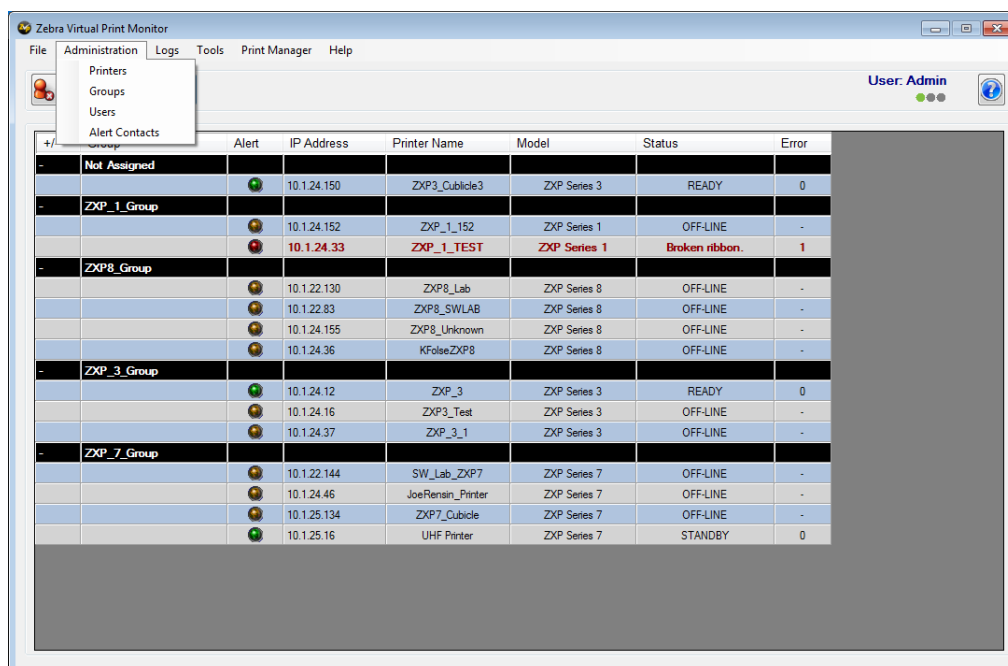 Zebra Virtual Print Monitor
File Administration Logs Tools Print Manager Help
Printers
Groups
Users
Alert Contacts
User: Admin
+/- Group Alert IP Address Printer Name Model Status Error
- Not Assigned
10.1.24.150 ZXP3_Cublicle3 ZXP Series 3 READY 0
- ZXP_1_Group
10.1.24.152 ZXP_1_152 ZXP Series 1 OFF-LINE -
10.1.24.33 ZXP_1_TEST ZXP Series 1 Broken ribbon. 1
- ZXP8_Group
10.1.22.130 ZXP8_Lab ZXP Series 8 OFF-LINE -
10.1.22.83 ZXP8_SWLAB ZXP Series 8 OFF-LINE -
10.1.24.155 ZXP8_Unknown ZXP Series 8 OFF-LINE -
10.1.24.36 KFolseZXP8 ZXP Series 8 OFF-LINE -
- ZXP_3_Group
10.1.24.12 ZXP_3 ZXP Series 3 READY 0
10.1.24.16 ZXP3_Test ZXP Series 3 OFF-LINE -
10.1.24.37 ZXP_3_1 ZXP Series 3 OFF-LINE -
- ZXP_7_Group
10.1.22.144 SW_Lab_ZXP7 ZXP Series 7 OFF-LINE -
10.1.24.46 JoeRensin_Printer ZXP Series 7 OFF-LINE -
10.1.25.134 ZXP7_Cubicle ZXP Series 7 OFF-LINE -
10.1.25.16 UHF Printer ZXP Series 7 STANDBY 0